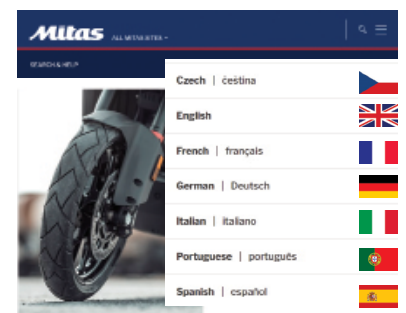 Mitas ALL MITAS SITES
SEARCH & HELP
Czech | čeština
English
French | français
German | Deutsch
Italian | italiano
Portuguese | português
Spanish | español